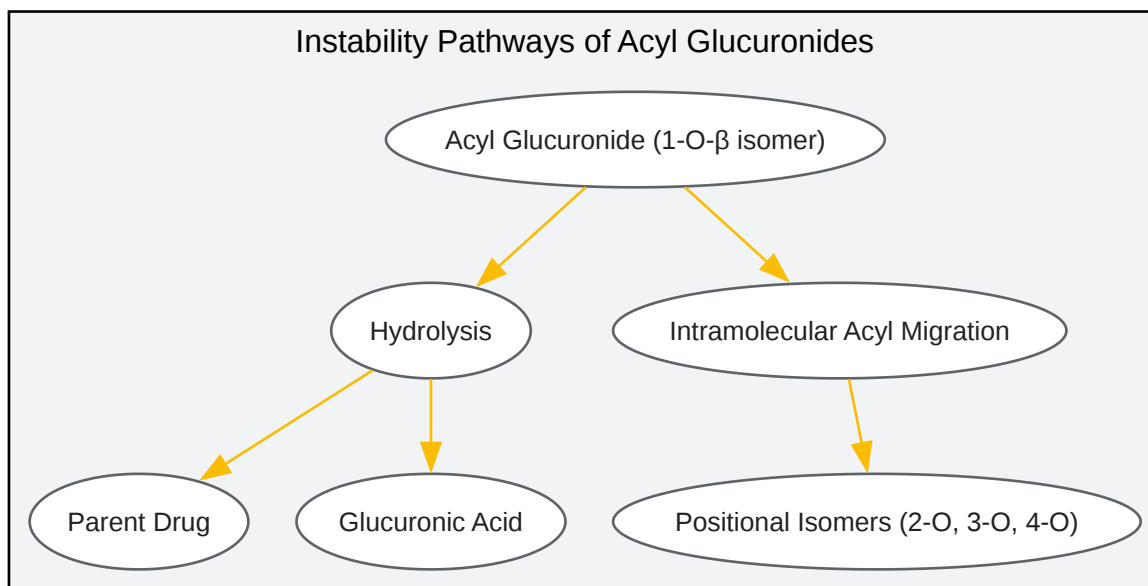 Instability Pathways of Acyl Glucuronides
Acyl Glucuronide (1-O-β isomer)
Hydrolysis
Intramolecular Acyl Migration
Parent Drug
Glucuronic Acid
Positional Isomers (2-O, 3-O, 4-O)